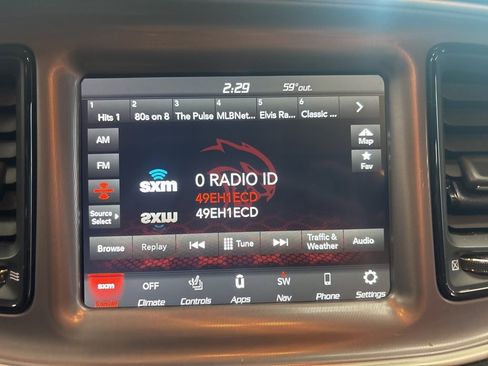 2:29 59° out.
1 2 3 4 5 6
Hits 1 80s on 8 The Pulse MLBNet... Elvis Ra... Classic ...
AM
Map
FM
Fav
sxm
0 RADIO ID
49EH1ECD
49EH1ECD
Source Select
Browse Replay Tune Traffic & Weather Audio
sxm OFF SW
Climate Controls Apps Nav Phone Settings